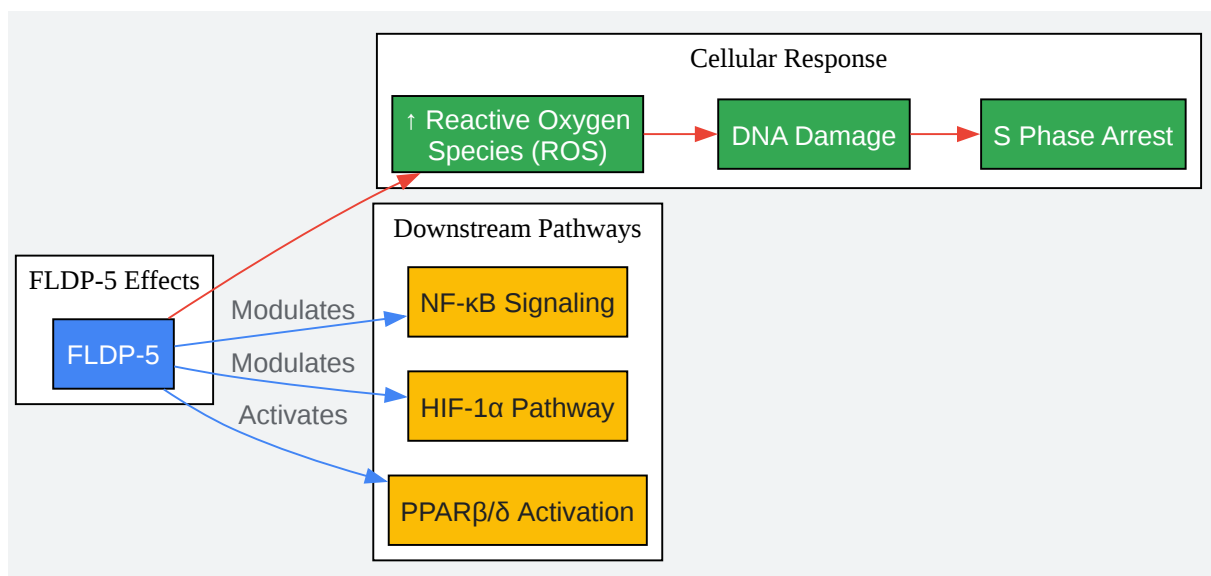 Cellular Response
↑ Reactive Oxygen
Species (ROS)
DNA Damage
S Phase Arrest
Downstream Pathways
FLDP-5 Effects
FLDP-5
Modulates
NF-κB Signaling
Modulates
HIF-1α Pathway
Activates
PPARβ/δ Activation